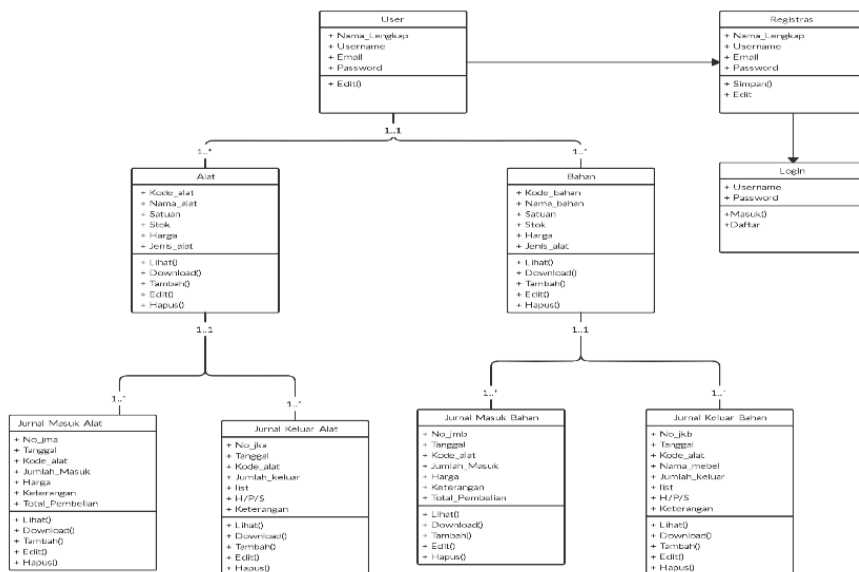 User
+ Nama_Lengkap
+ Username
+ Email
+ Password
+ Edit()
Registras
+ Nama_Lengkap
+ Username
+ Email
+ Password
+ Simpan()
+ Edit
Login
+ Username
+ Password
+Masuk()
+Daftar
1..1
1..*
1..*
Alat
+ Kode_alat
+ Nama_alat
+ Satuan
+ Stok
+ Harga
+ Jenis_alat
+ Lihat()
+ Download()
+ Tambah()
+ Edit()
+ Hapus()
Bahan
+ Kode_bahan
+ Nama_bahan
+ Satuan
+ Stok
+ Harga
+ Jenis_alat
+ Lihat()
+ Download()
+ Tambah()
+ Edit()
+ Hapus()
1..1
1..1
1..*
1..*
1..*
1..*
Jurnal Masuk Alat
+ No_jma
+ Tanggal
+ Kode_alat
+ Jumlah_Masuk
+ Harga
+ Keterangan
+ Total_Pembelian
+ Lihat()
+ Download()
+ Tambah()
+ Edit()
+ Hapus()
Jurnal Keluar Alat
+ No_jka
+ Tanggal
+ Kode_alat
+ Jumlah_keluar
+ list
+ H/P/S
+ Keterangan
+ Lihat()
+ Download()
+ Tambah()
+ Edit()
+ Hapus()
Jurnal Masuk Bahan
+ No_jmb
+ Tanggal
+ Kode_alat
+ Jumlah_Masuk
+ Harga
+ Keterangan
+ Total_Pembelian
+ Lihat()
+ Download()
+ Tambah()
+ Edit()
+ Hapus()
Jurnal Keluar Bahan
+ No_jkb
+ Tanggal
+ Kode_alat
+ Nama_mebel
+ Jumlah_keluar
+ list
+ H/P/S
+ Keterangan
+ Lihat()
+ Download()
+ Tambah()
+ Edit()
+ Hapus()